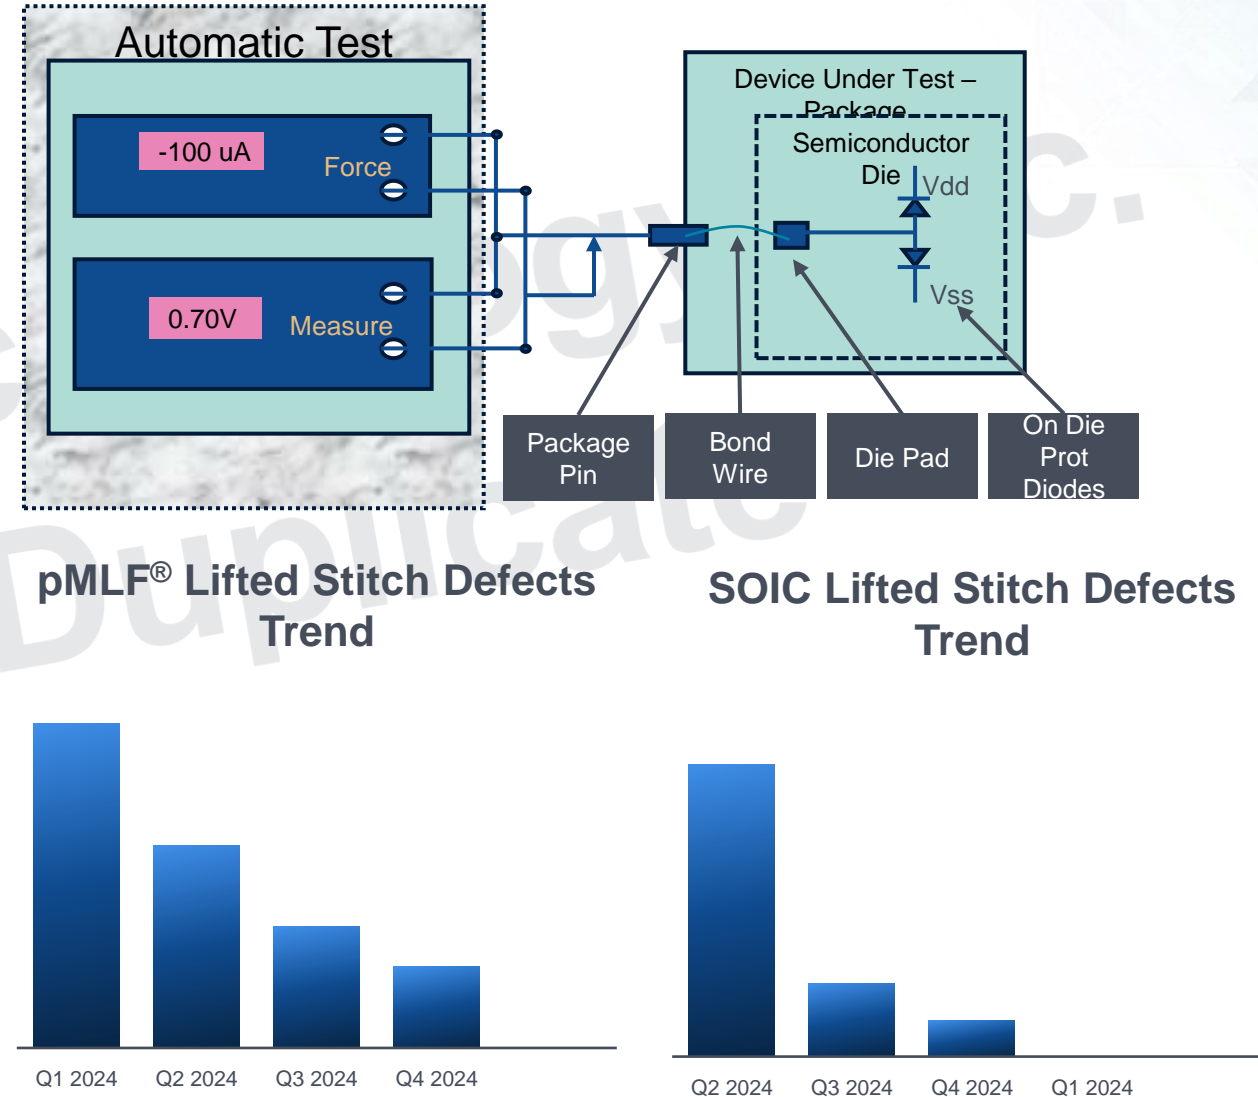 Automatic Test
-100 uA
Force
0.70V
Measure
Device Under Test –
Package
Semiconductor
Die
Vdd
Vss
Package
Pin
Bond
Wire
Die Pad
On Die
Prot
Diodes
Duplicate
pMLF® Lifted Stitch Defects
Trend
SOIC Lifted Stitch Defects
Trend
Q1 2024
Q2 2024
Q3 2024
Q4 2024
Q2 2024
Q3 2024
Q4 2024
Q1 2024